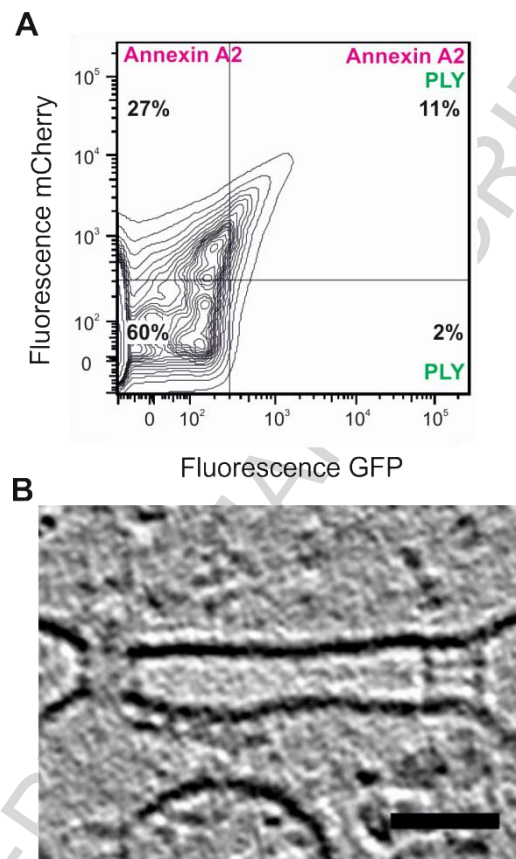 A
Annexin A2 Annexin A2
PLY
27% 11%
10^5
10^4
10^3
10^2
0
60% 2%
PLY
0 10^2 10^3 10^4 10^5
Fluorescence mCherry
Fluorescence GFP
B